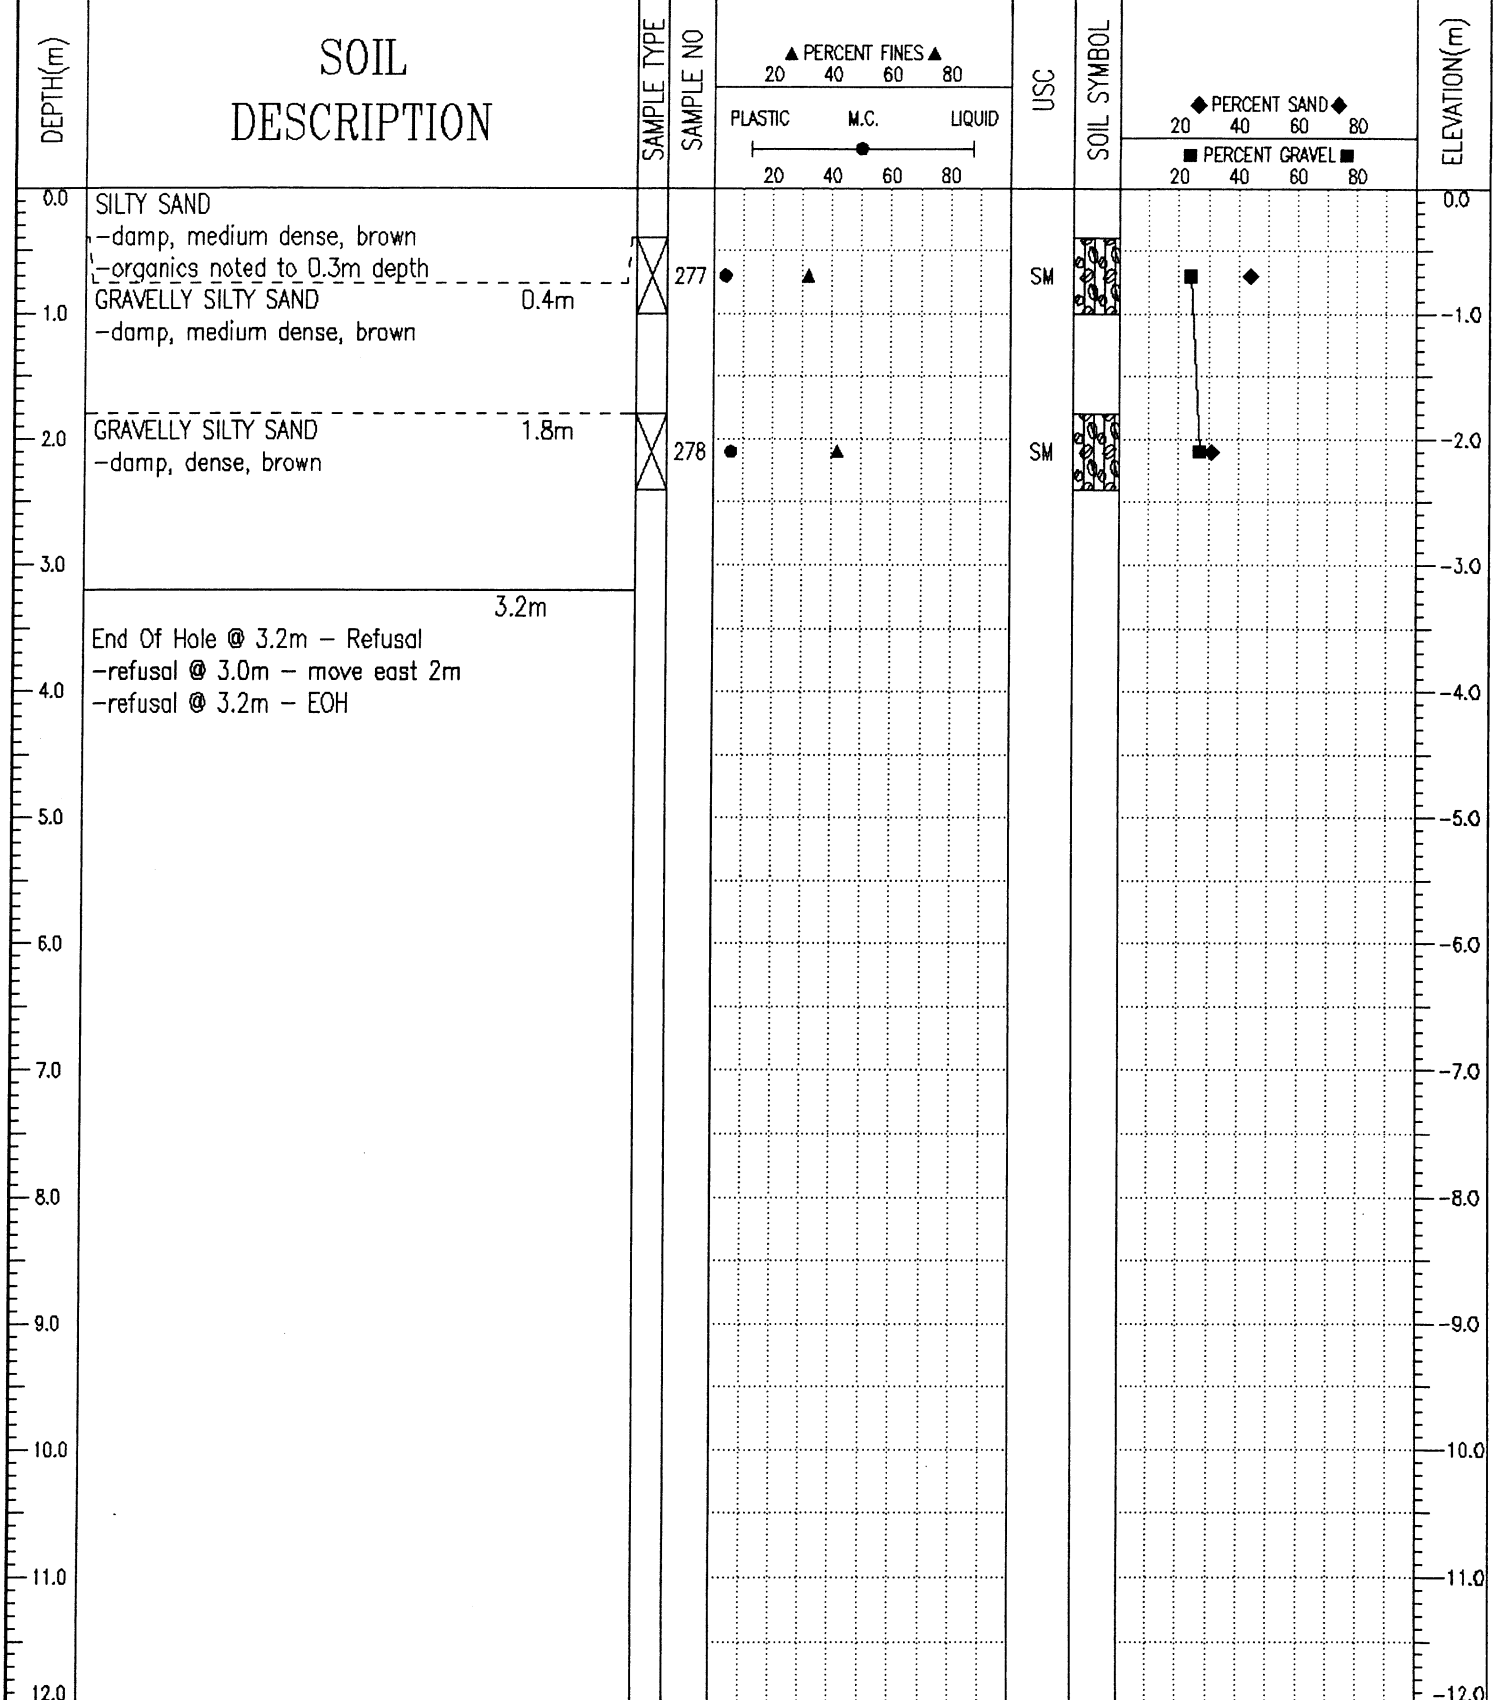 DEPTH(m)
SOIL
DESCRIPTION
SAMPLE TYPE
SAMPLE NO
▲ PERCENT FINES ▲
20 40 60 80
PLASTIC M.C. LIQUID
20 40 60 80
USC
SOIL SYMBOL
◆ PERCENT SAND ◆
20 40 60 80
■ PERCENT GRAVEL ■
20 40 60 80
ELEVATION(m)
0.0
SILTY SAND
-damp, medium dense, brown
-organics noted to 0.3m depth
GRAVELLY SILTY SAND 0.4m
-damp, medium dense, brown
277
SM
0.0
1.0
-1.0
GRAVELLY SILTY SAND 1.8m
-damp, dense, brown
278
SM
2.0
-2.0
3.0
-3.0
3.2m
End Of Hole @ 3.2m - Refusal
-refusal @ 3.0m - move east 2m
-refusal @ 3.2m - EOH
4.0
-4.0
5.0
-5.0
6.0
-6.0
7.0
-7.0
8.0
-8.0
9.0
-9.0
10.0
-10.0
11.0
-11.0
12.0
-12.0